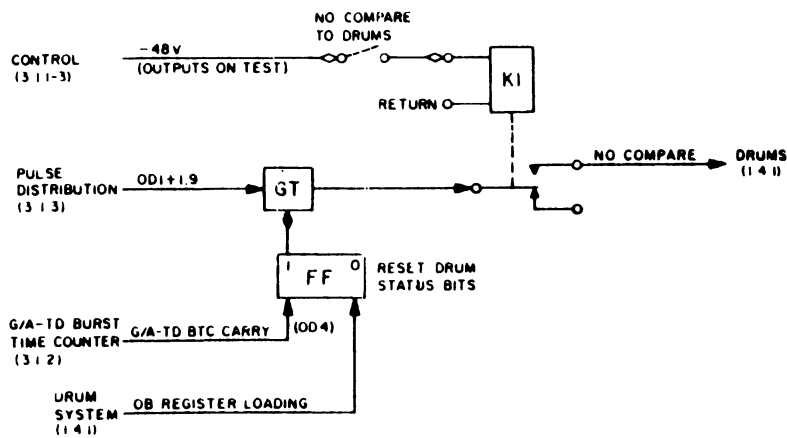 NO COMPARE
TO DRUMS
CONTROL
(3 1 1-3)
-48V
(OUTPUTS ON TEST)
K1
RETURN
PULSE
DISTRIBUTION
(3 1 3)
OD1+1.9
GT
NO COMPARE
DRUMS
(1 4 1)
1
0
FF
RESET DRUM
STATUS BITS
G/A-TD BURST
TIME COUNTER
(3 1 2)
G/A-TD BTC CARRY
(OD4)
DRUM
SYSTEM
(1 4 1)
OB REGISTER LOADING